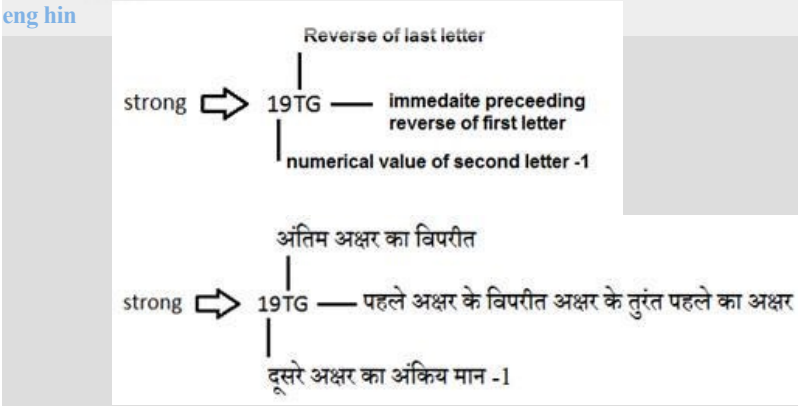 eng hin
Reverse of last letter
strong 19TG immedaite preceeding
reverse of first letter
numerical value of second letter -1
अंतिम अक्षर का विपरीत
strong 19TG पहले अक्षर के विपरीत अक्षर के तुरंत पहले का अक्षर
दूसरे अक्षर का अंकिय मान -1